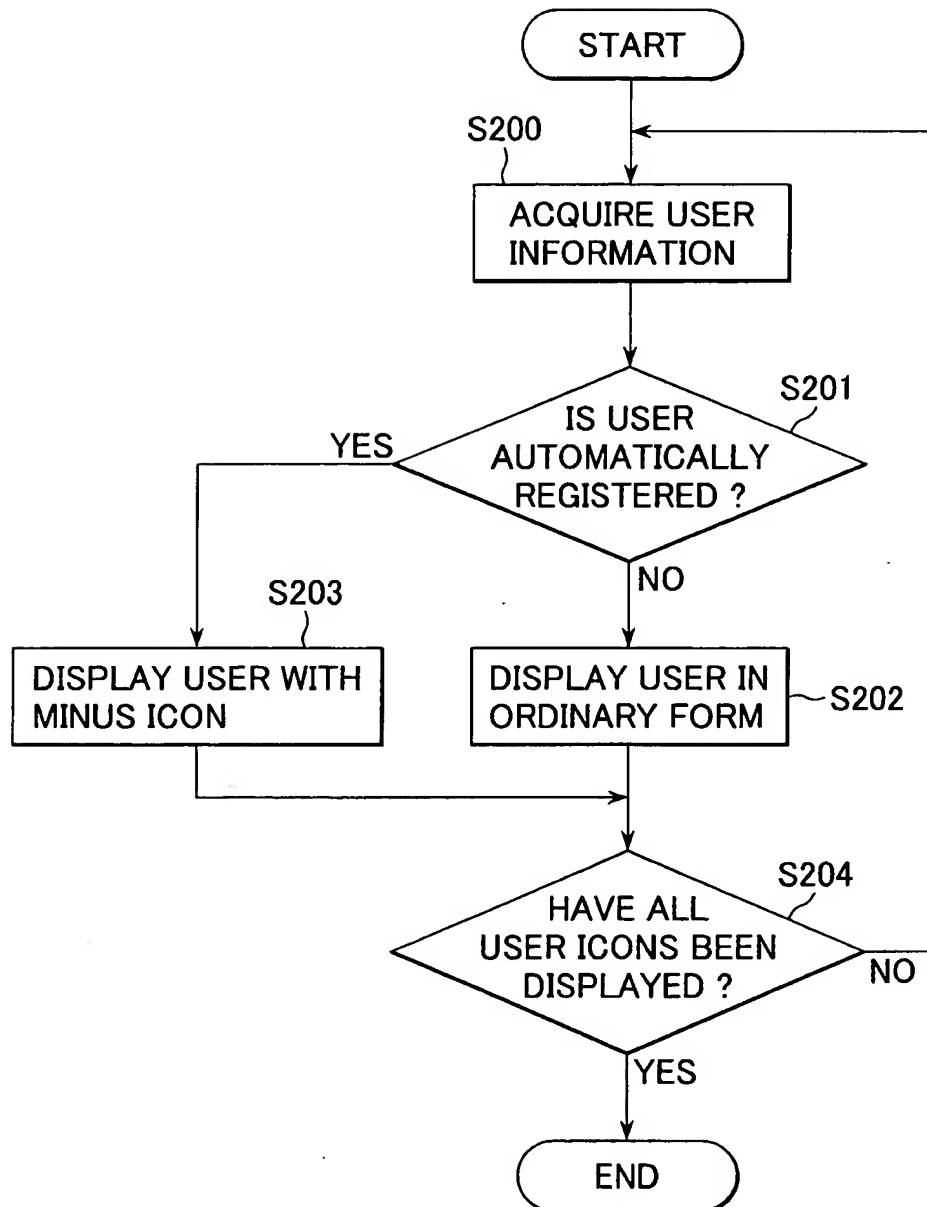 START
S200
ACQUIRE USER
INFORMATION
S201
IS USER
AUTOMATICALLY
REGISTERED ?
YES
NO
S203
DISPLAY USER WITH
MINUS ICON
DISPLAY USER IN
ORDINARY FORM
S202
S204
HAVE ALL
USER ICONS BEEN
DISPLAYED ?
NO
YES
END